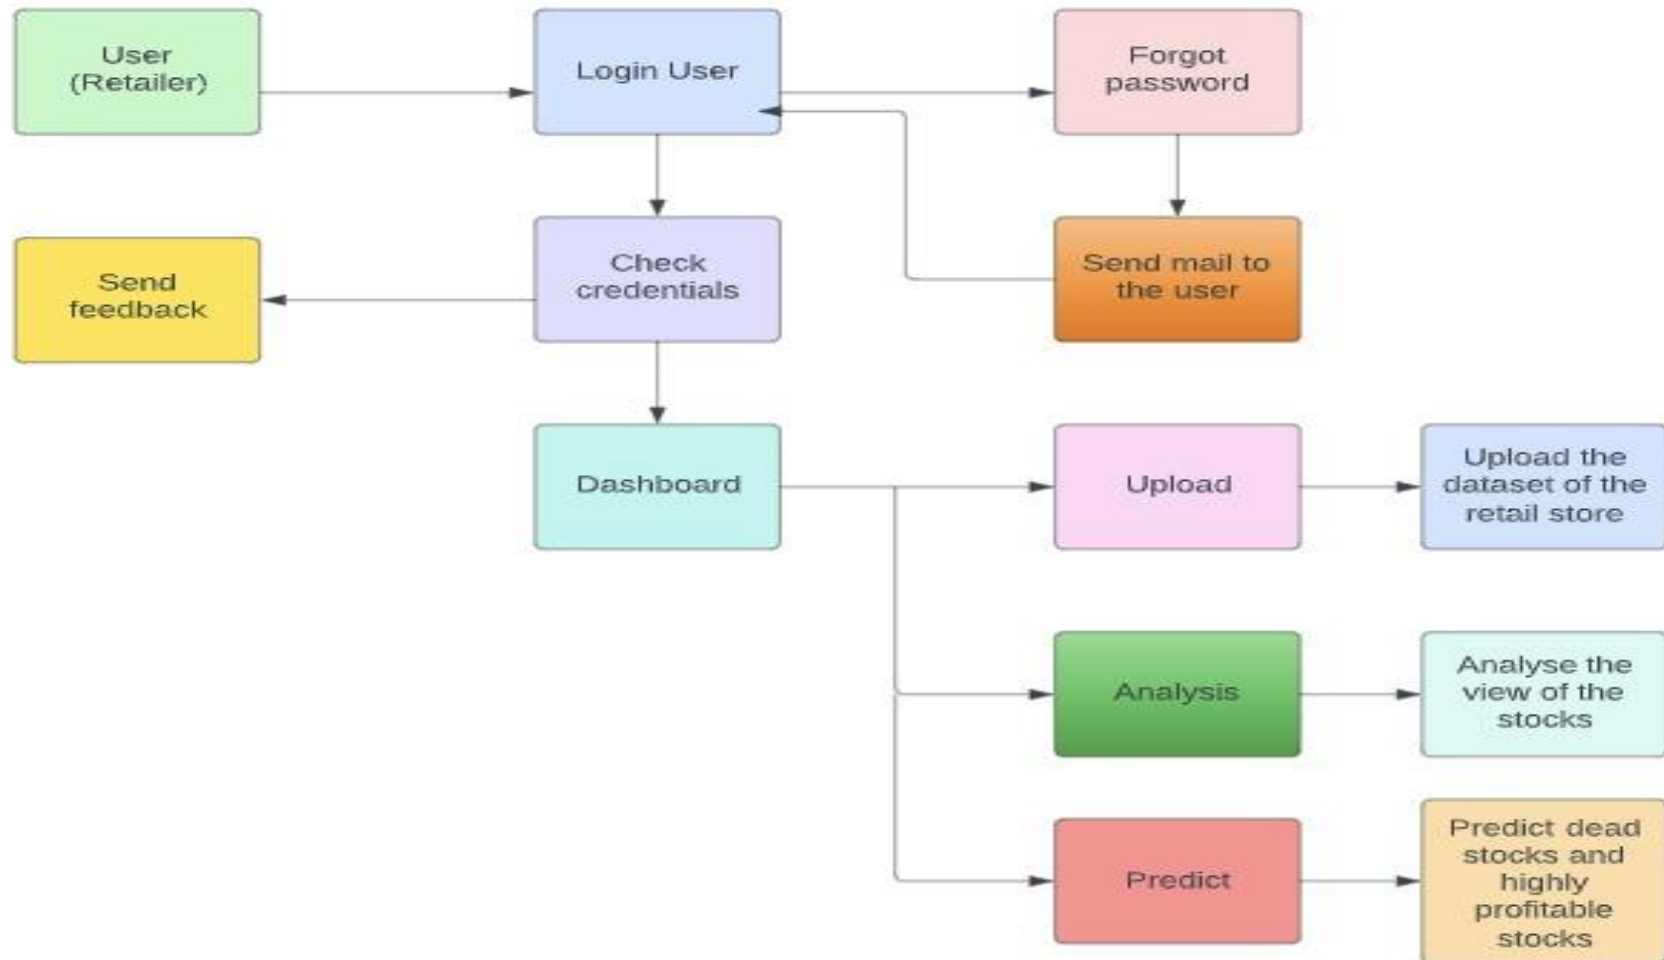 User
(Retailer)
Login User
Forgot
password
Send
feedback
Check
credentials
Send mail to
the user
Dashboard
Upload
Upload the
dataset of the
retail store
Analysis
Analyse the
view of the
stocks
Predict
Predict dead
stocks and
highly
profitable
stocks